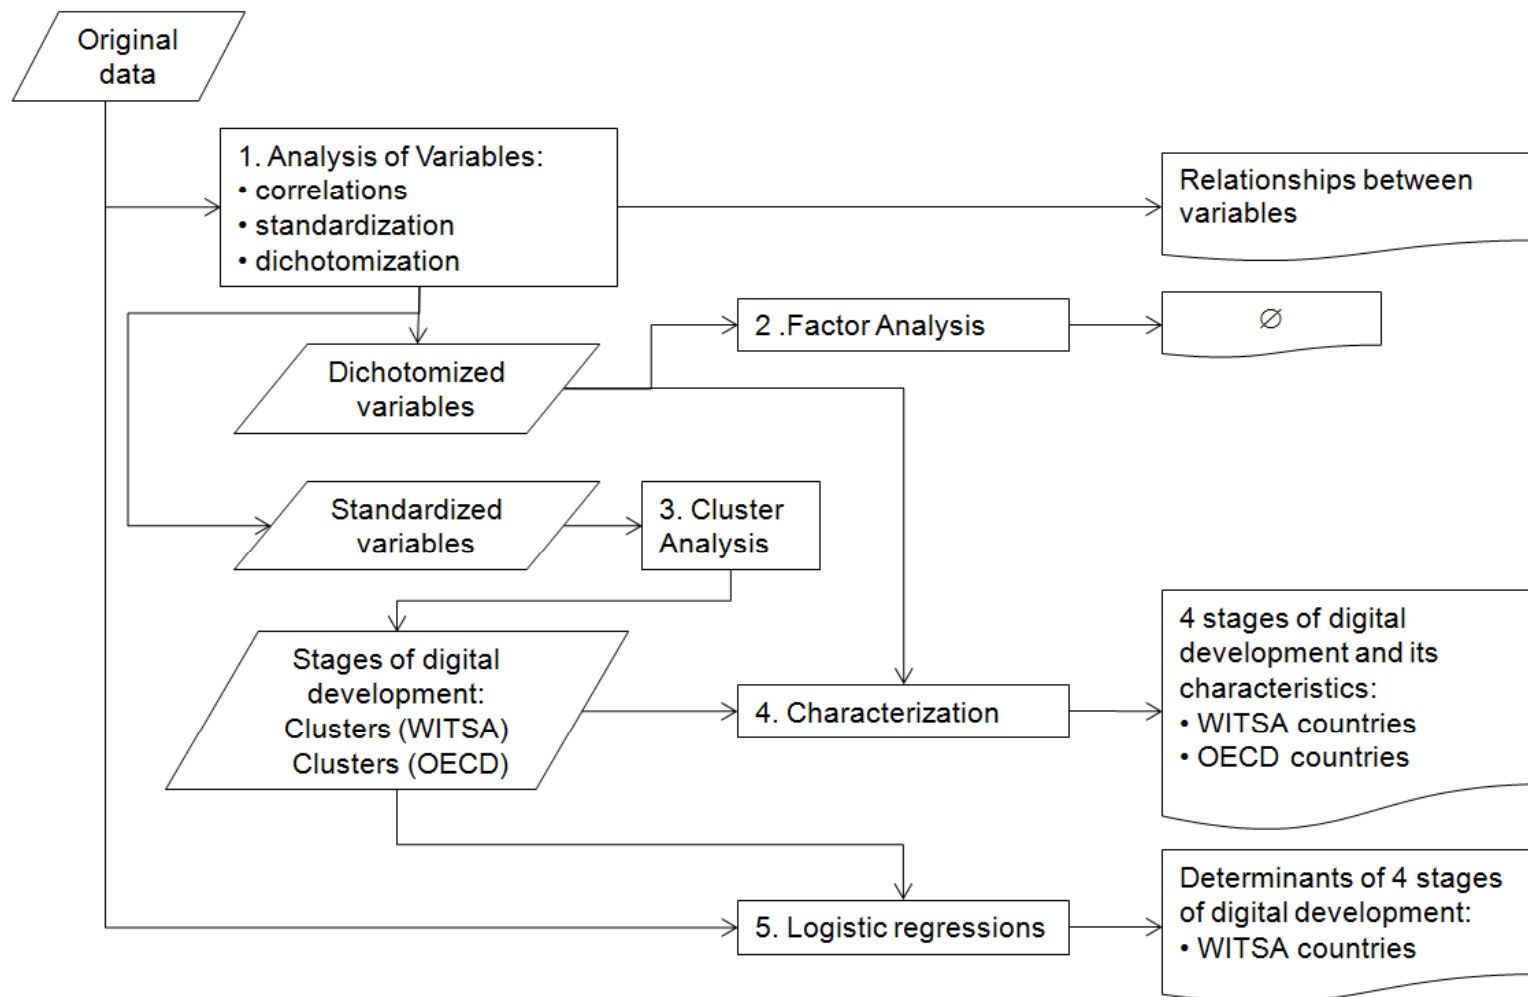 Original
data
1. Analysis of Variables:
• correlations
• standardization
• dichotomization
Relationships between
variables
2 .Factor Analysis
∅
Dichotomized
variables
Standardized
variables
3. Cluster
Analysis
Stages of digital
development:
Clusters (WITSA)
Clusters (OECD)
4. Characterization
4 stages of digital
development and its
characteristics:
• WITSA countries
• OECD countries
5. Logistic regressions
Determinants of 4 stages
of digital development:
• WITSA countries